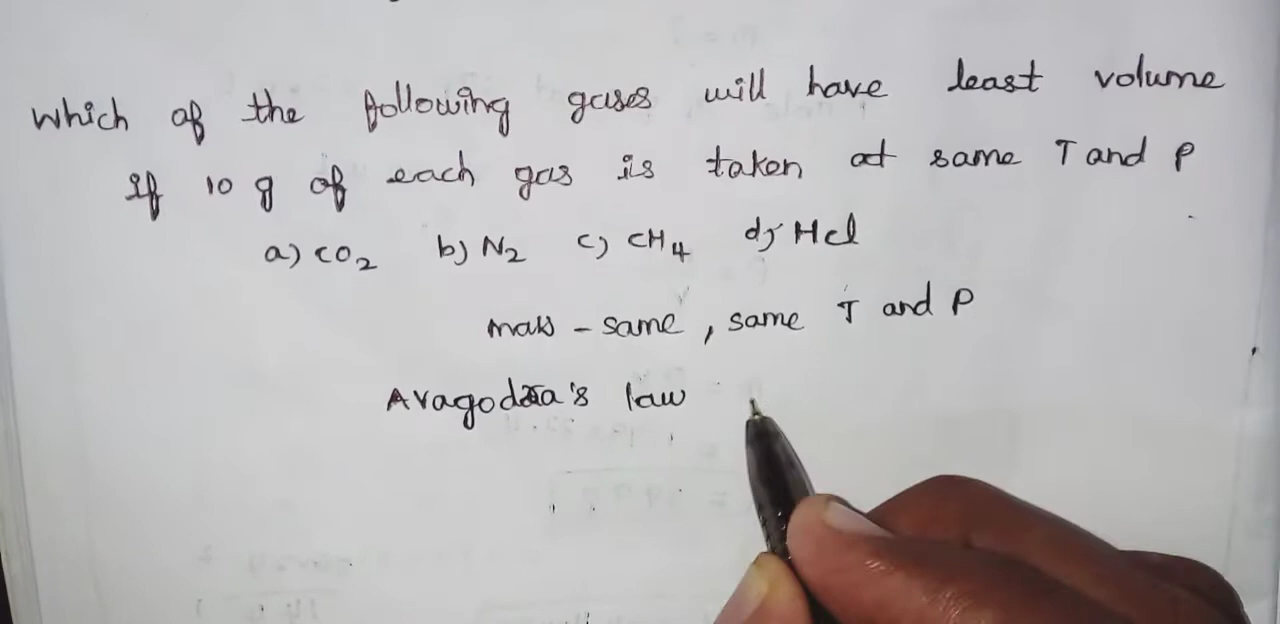 Which of the following gases will have least volume
if 10 g of each gas is taken at same T and P
a) CO2 b) N2 c) CH4 d) HCl
mass - same, same T and P
Avagodra's law